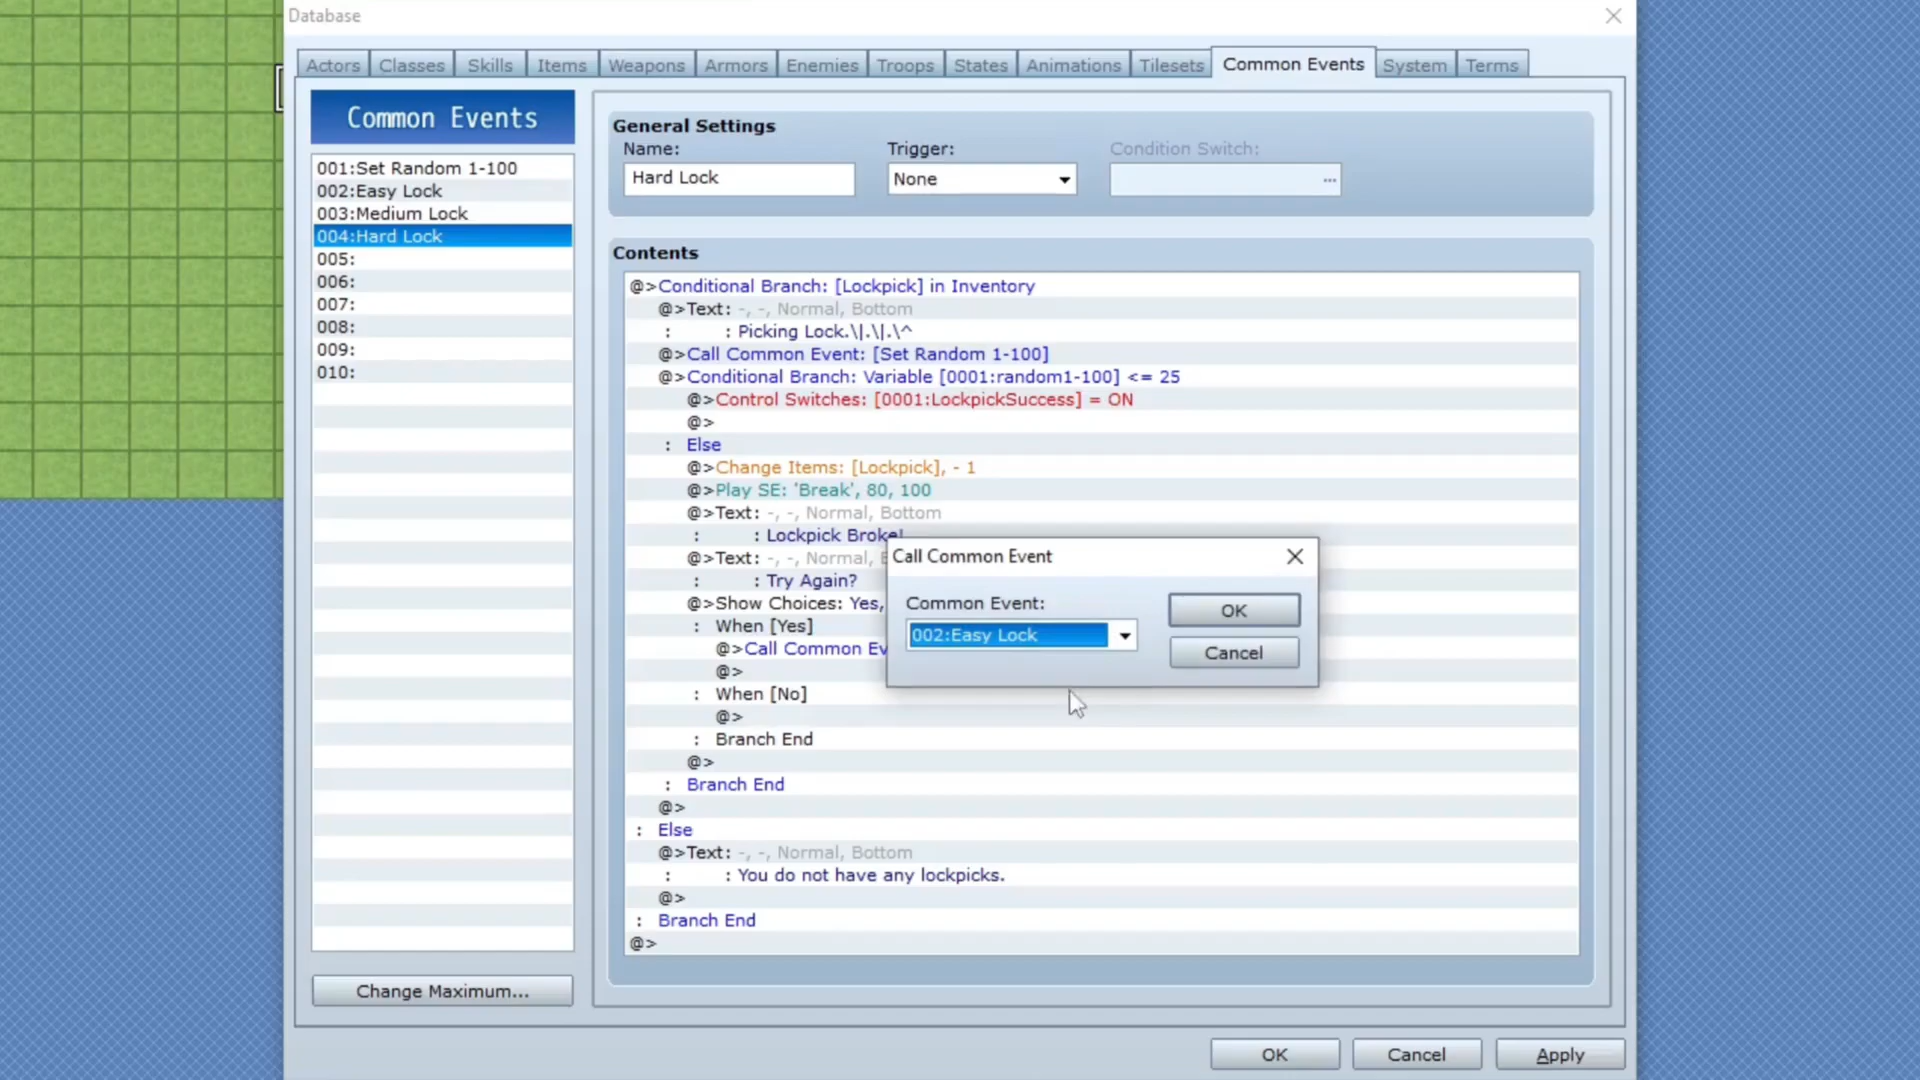 Database
Actors Classes Skills Items Weapons Armors Enemies Troops States Animations Tilesets Common Events System Terms
Common Events
001:Set Random 1-100
002:Easy Lock
003:Medium Lock
004:Hard Lock
005:
006:
007:
008:
009:
010:
Change Maximum...
General Settings
Name: Trigger: Condition Switch:
Hard Lock None ...
Contents
@>Conditional Branch: [Lockpick] in Inventory
@>Text: -, -, Normal, Bottom
: : Picking Lock.\|.\|.\^
@>Call Common Event: [Set Random 1-100]
@>Conditional Branch: Variable [0001:random1-100] <= 25
@>Control Switches: [0001:LockpickSuccess] = ON
@>
: Else
@>Change Items: [Lockpick], - 1
@>Play SE: 'Break', 80, 100
@>Text: -, -, Normal, Bottom
: : Lockpick Broke!
@>Text: -, -, Normal,
: : Try Again?
@>Show Choices: Yes,
: When [Yes]
@>Call Common Ev
@>
: When [No]
@>
: Branch End
@>
: Branch End
@>
: Else
@>Text: -, -, Normal, Bottom
: : You do not have any lockpicks.
@>
: Branch End
@>
Call Common Event
Common Event:
002:Easy Lock
OK
Cancel
OK Cancel Apply